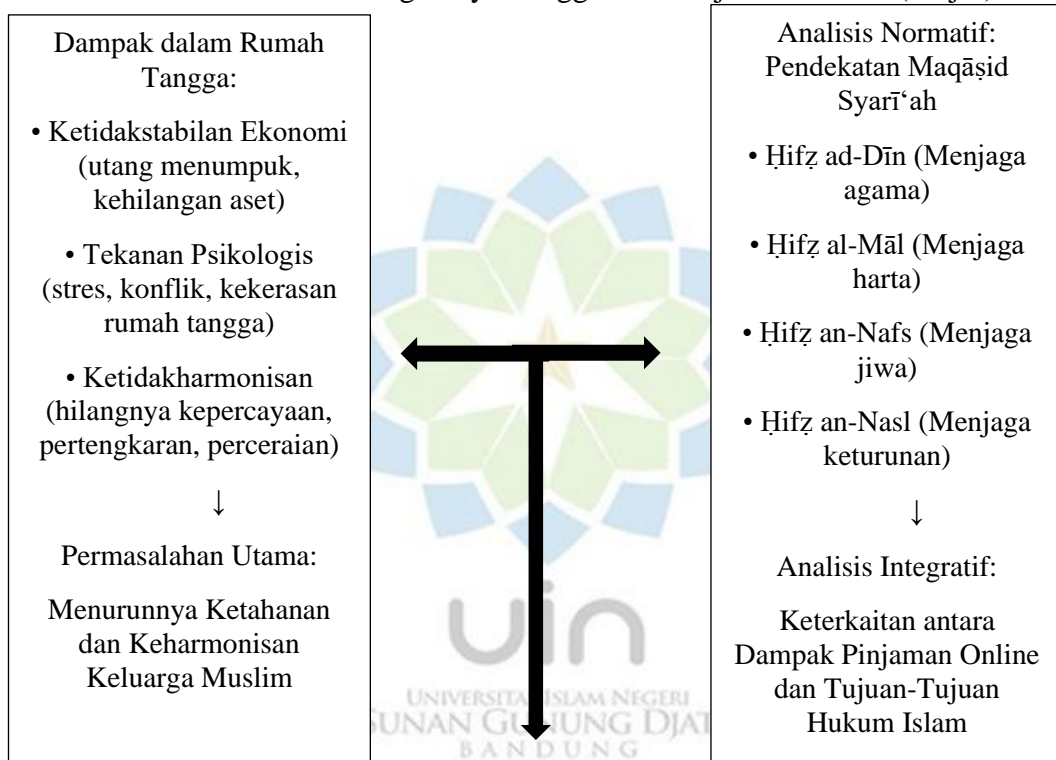 Dampak dalam Rumah
Tangga:
• Ketidakstabilan Ekonomi
(utang menumpuk,
kehilangan aset)
• Tekanan Psikologis
(stres, konflik, kekerasan
rumah tangga)
• Ketidakharmonisan
(hilangnya kepercayaan,
pertengkaran, perceraian)
↓
Permasalahan Utama:
Menurunnya Ketahanan
dan Keharmonisan
Keluarga Muslim
Analisis Normatif:
Pendekatan Maqāṣid
Syarī‘ah
• Ḥifẓ ad-Dīn (Menjaga
agama)
• Ḥifẓ al-Māl (Menjaga
harta)
• Ḥifẓ an-Nafs (Menjaga
jiwa)
• Ḥifẓ an-Nasl (Menjaga
keturunan)
↓
Analisis Integratif:
Keterkaitan antara
Dampak Pinjaman Online
dan Tujuan-Tujuan
Hukum Islam
uin
UNIVERSITAS ISLAM NEGERI
SUNAN GUNUNG DJAT
BANDUNG